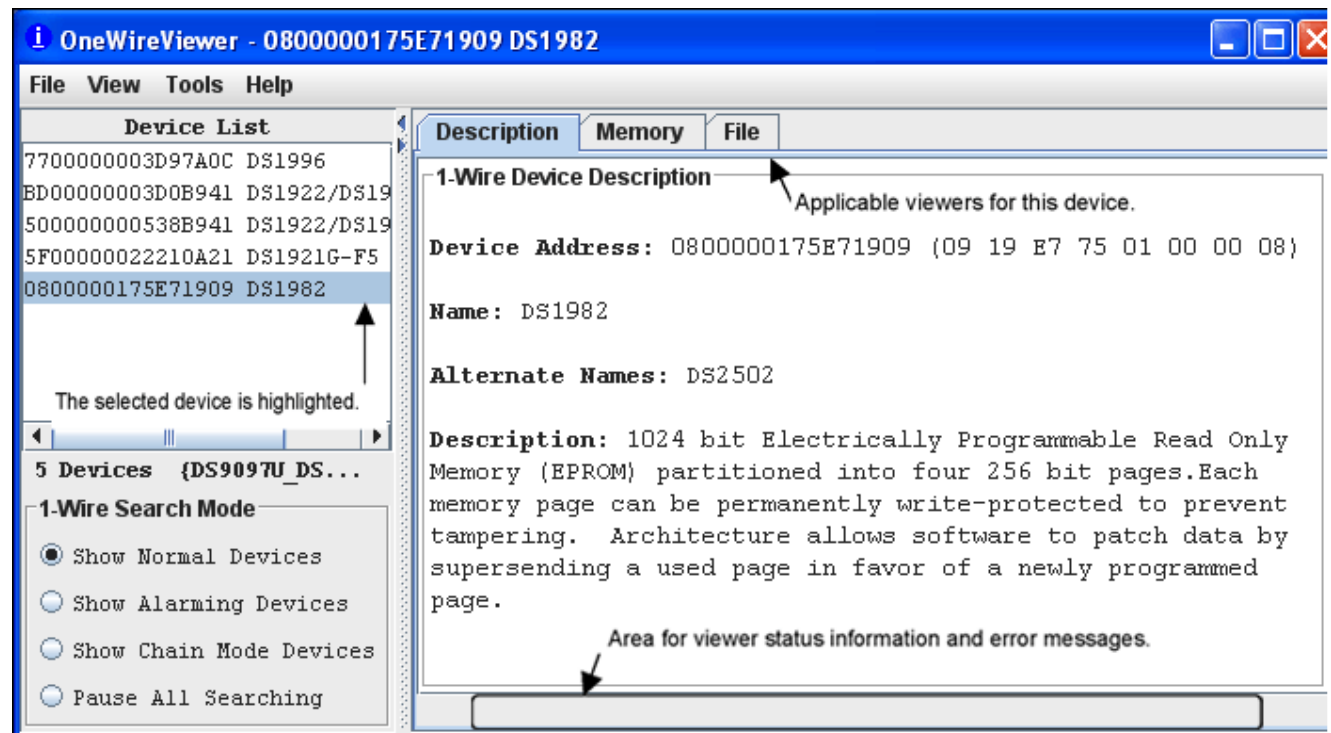 OneWireViewer - 0800000175E71909 DS1982
File View Tools Help
Device List
7700000003D97A0C DS1996
BD00000003D0B941 DS1922/DS19
500000000538B941 DS1922/DS19
5F00000022210A21 DS1921G-F5
0800000175E71909 DS1982
The selected device is highlighted.
5 Devices {DS9097U_DS...
1-Wire Search Mode
Show Normal Devices
Show Alarming Devices
Show Chain Mode Devices
Pause All Searching
Description Memory File
1-Wire Device Description
Applicable viewers for this device.
Device Address: 0800000175E71909 (09 19 E7 75 01 00 00 08)
Name: DS1982
Alternate Names: DS2502
Description: 1024 bit Electrically Programmable Read Only
Memory (EPROM) partitioned into four 256 bit pages.Each
memory page can be permanently write-protected to prevent
tampering. Architecture allows software to patch data by
supersending a used page in favor of a newly programmed
page.
Area for viewer status information and error messages.